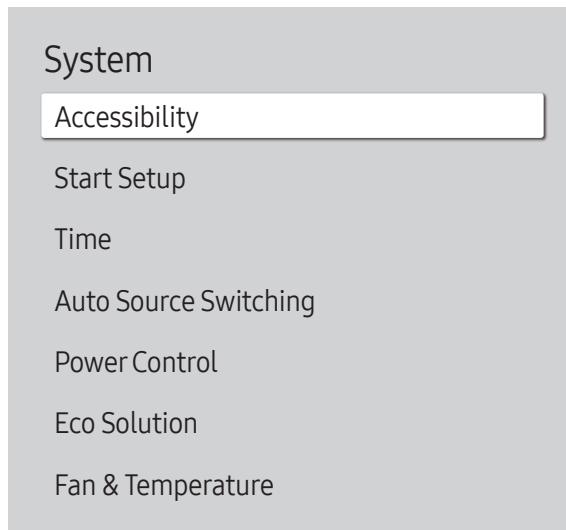 System
Accessibility
Start Setup
Time
Auto Source Switching
Power Control
Eco Solution
Fan & Temperature